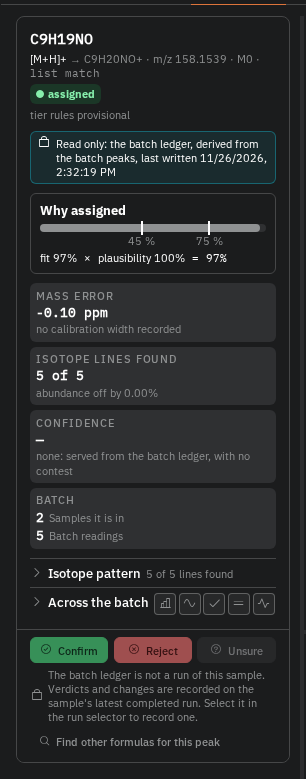 C9H19NO
[M+H]+ → C9H20NO+ · m/z 158.1539 · M0 ·
list match
assigned
tier rules provisional
Read only: the batch ledger, derived from
the batch peaks, last written 11/26/2026,
2:32:19 PM
Why assigned
45 % 75 %
fit 97% × plausibility 100% = 97%
MASS ERROR
-0.10 ppm
no calibration width recorded
ISOTOPE LINES FOUND
5 of 5
abundance off by 0.00%
CONFIDENCE
—
none: served from the batch ledger, with no
contest
BATCH
2 Samples it is in
5 Batch readings
Isotope pattern 5 of 5 lines found
Across the batch
Confirm Reject Unsure
The batch ledger is not a run of this sample.
Verdicts and changes are recorded on the
sample's latest completed run. Select it in
the run selector to record one.
Find other formulas for this peak